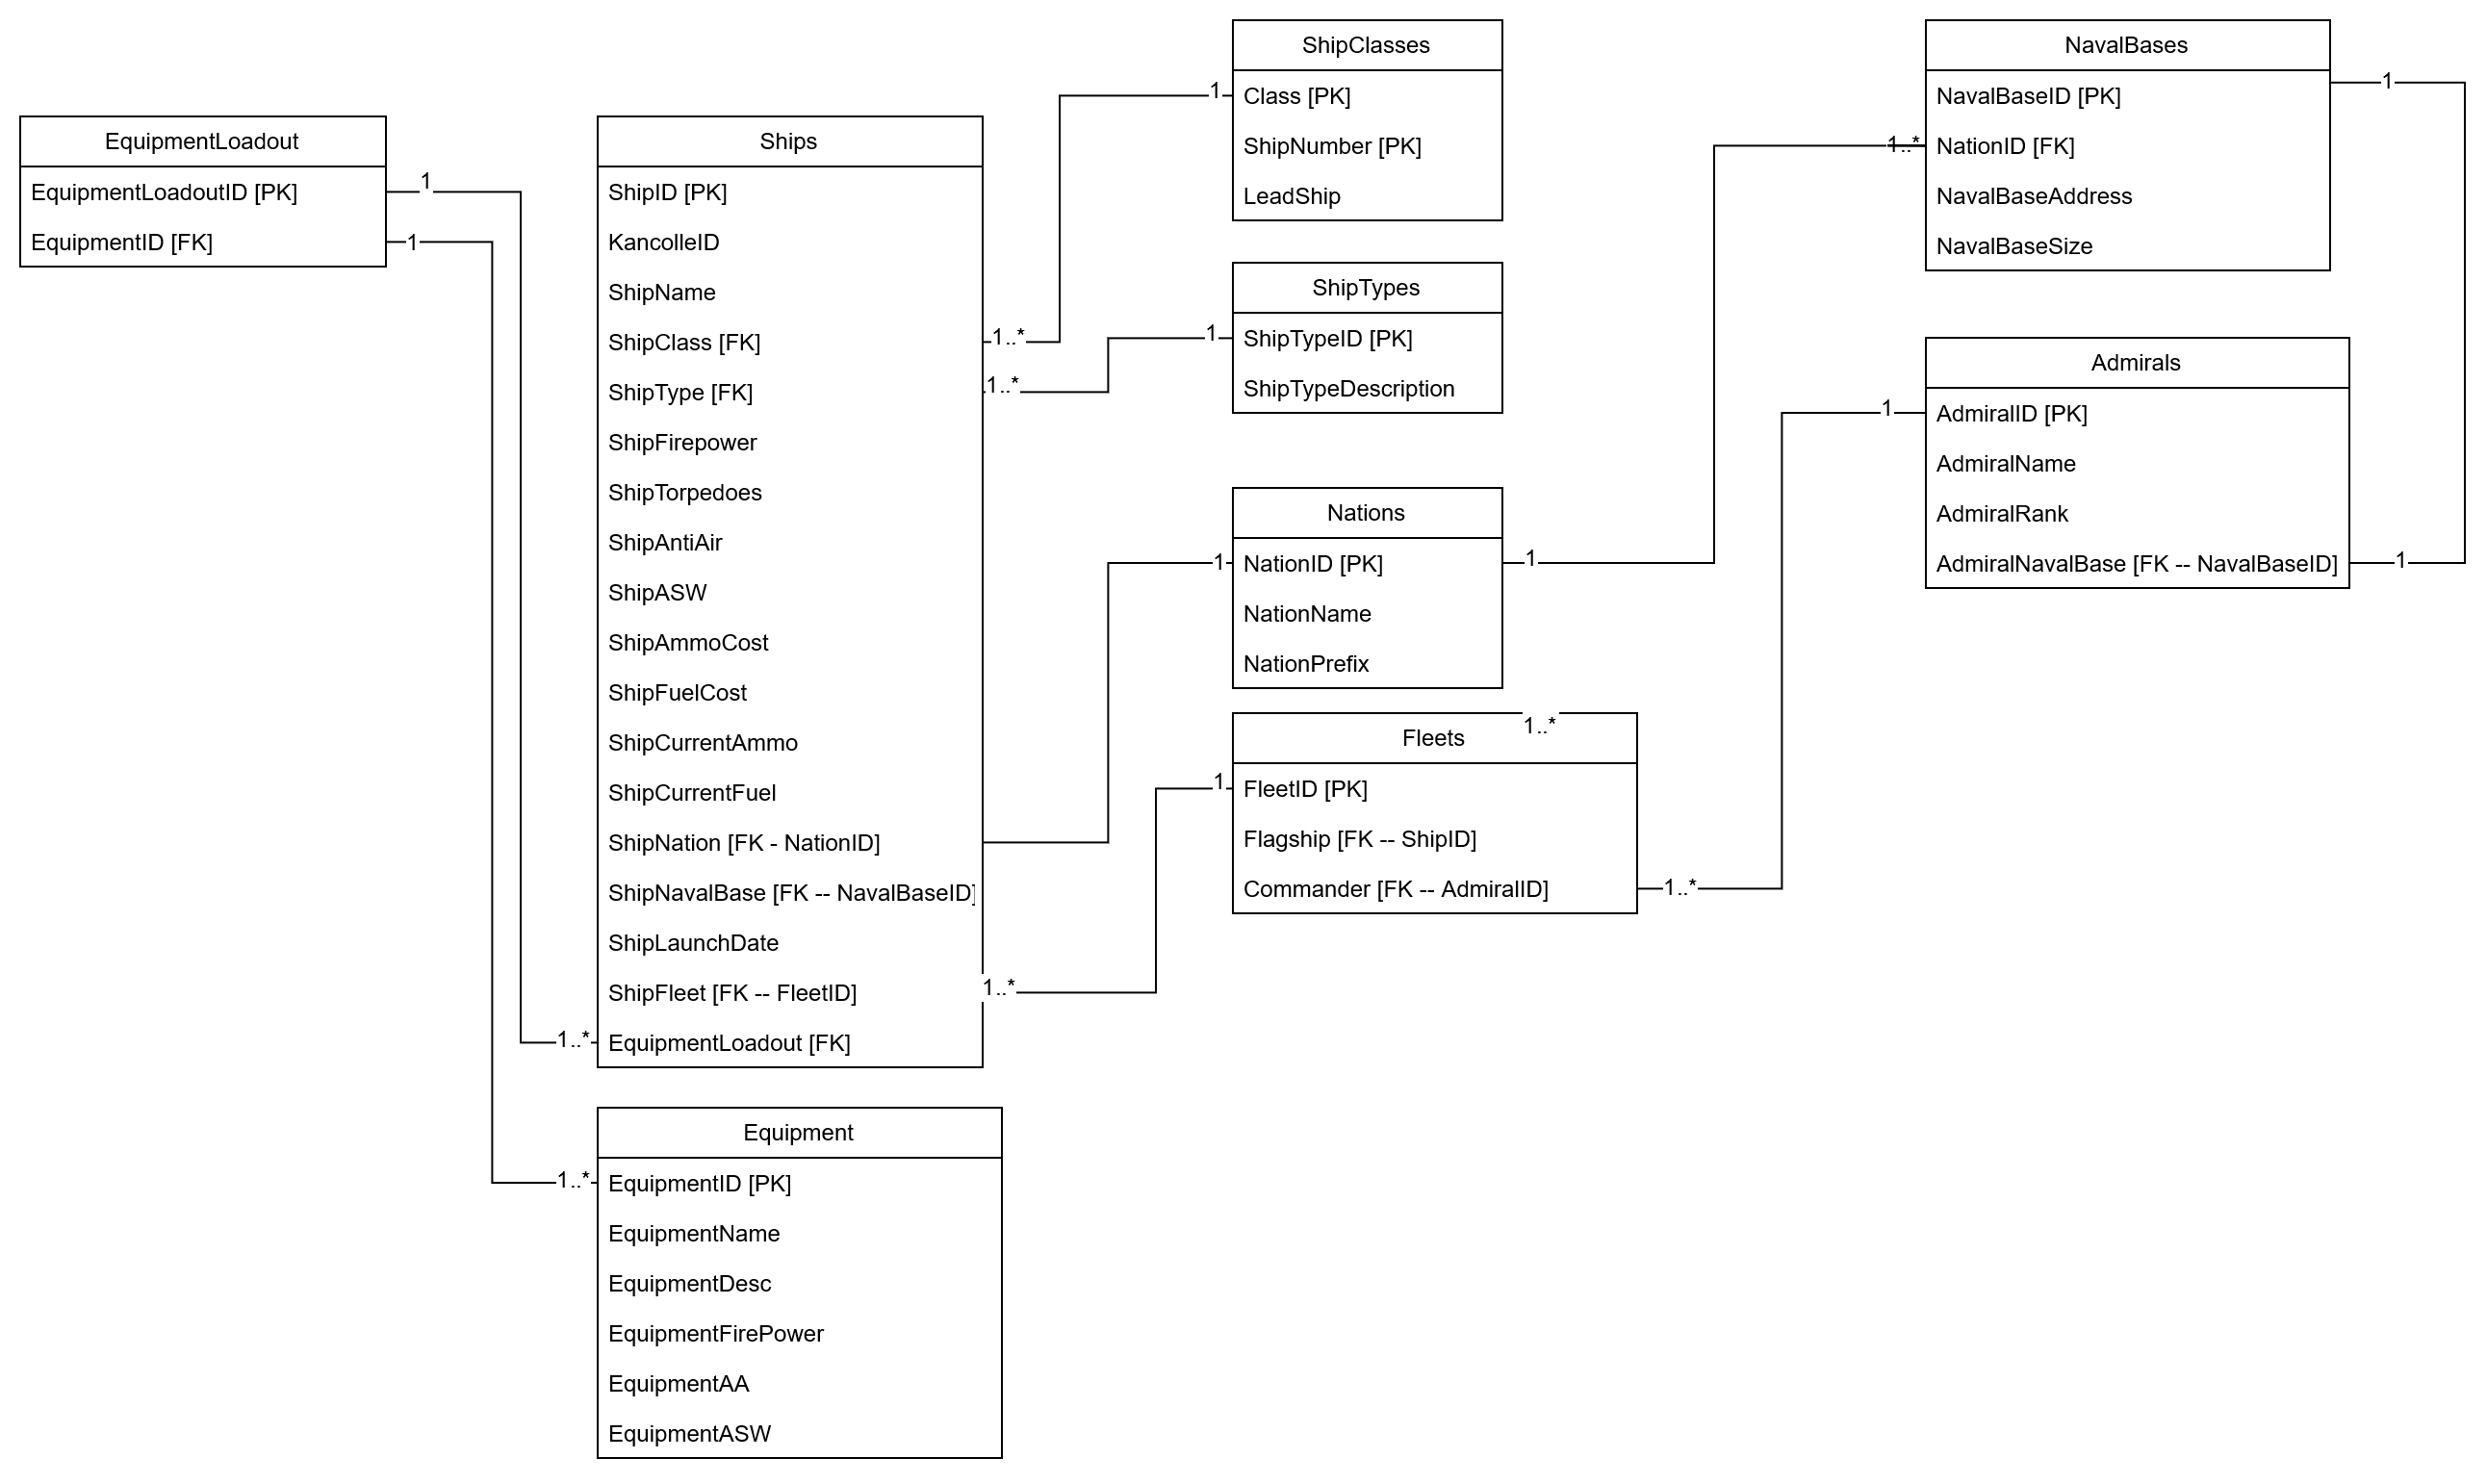 EquipmentLoadout
EquipmentLoadoutID [PK]
EquipmentID [FK]
1
1
Ships
ShipID [PK]
KancolleID
ShipName
ShipClass [FK]
ShipType [FK]
ShipFirepower
ShipTorpedoes
ShipAntiAir
ShipASW
ShipAmmoCost
ShipFuelCost
ShipCurrentAmmo
ShipCurrentFuel
ShipNation [FK - NationID]
ShipNavalBase [FK -- NavalBaseID]
ShipLaunchDate
ShipFleet [FK -- FleetID]
EquipmentLoadout [FK]
1..*
1..*
1..*
1..*
Equipment
EquipmentID [PK]
EquipmentName
EquipmentDesc
EquipmentFirePower
EquipmentAA
EquipmentASW
1..*
ShipClasses
Class [PK]
ShipNumber [PK]
LeadShip
1
ShipTypes
ShipTypeID [PK]
ShipTypeDescription
1
Nations
NationID [PK]
NationName
NationPrefix
1
1
Fleets
1..*
FleetID [PK]
Flagship [FK -- ShipID]
Commander [FK -- AdmiralID]
1
1..*
NavalBases
NavalBaseID [PK]
NationID [FK]
NavalBaseAddress
NavalBaseSize
1..*
1
Admirals
AdmiralID [PK]
AdmiralName
AdmiralRank
AdmiralNavalBase [FK -- NavalBaseID]
1
1